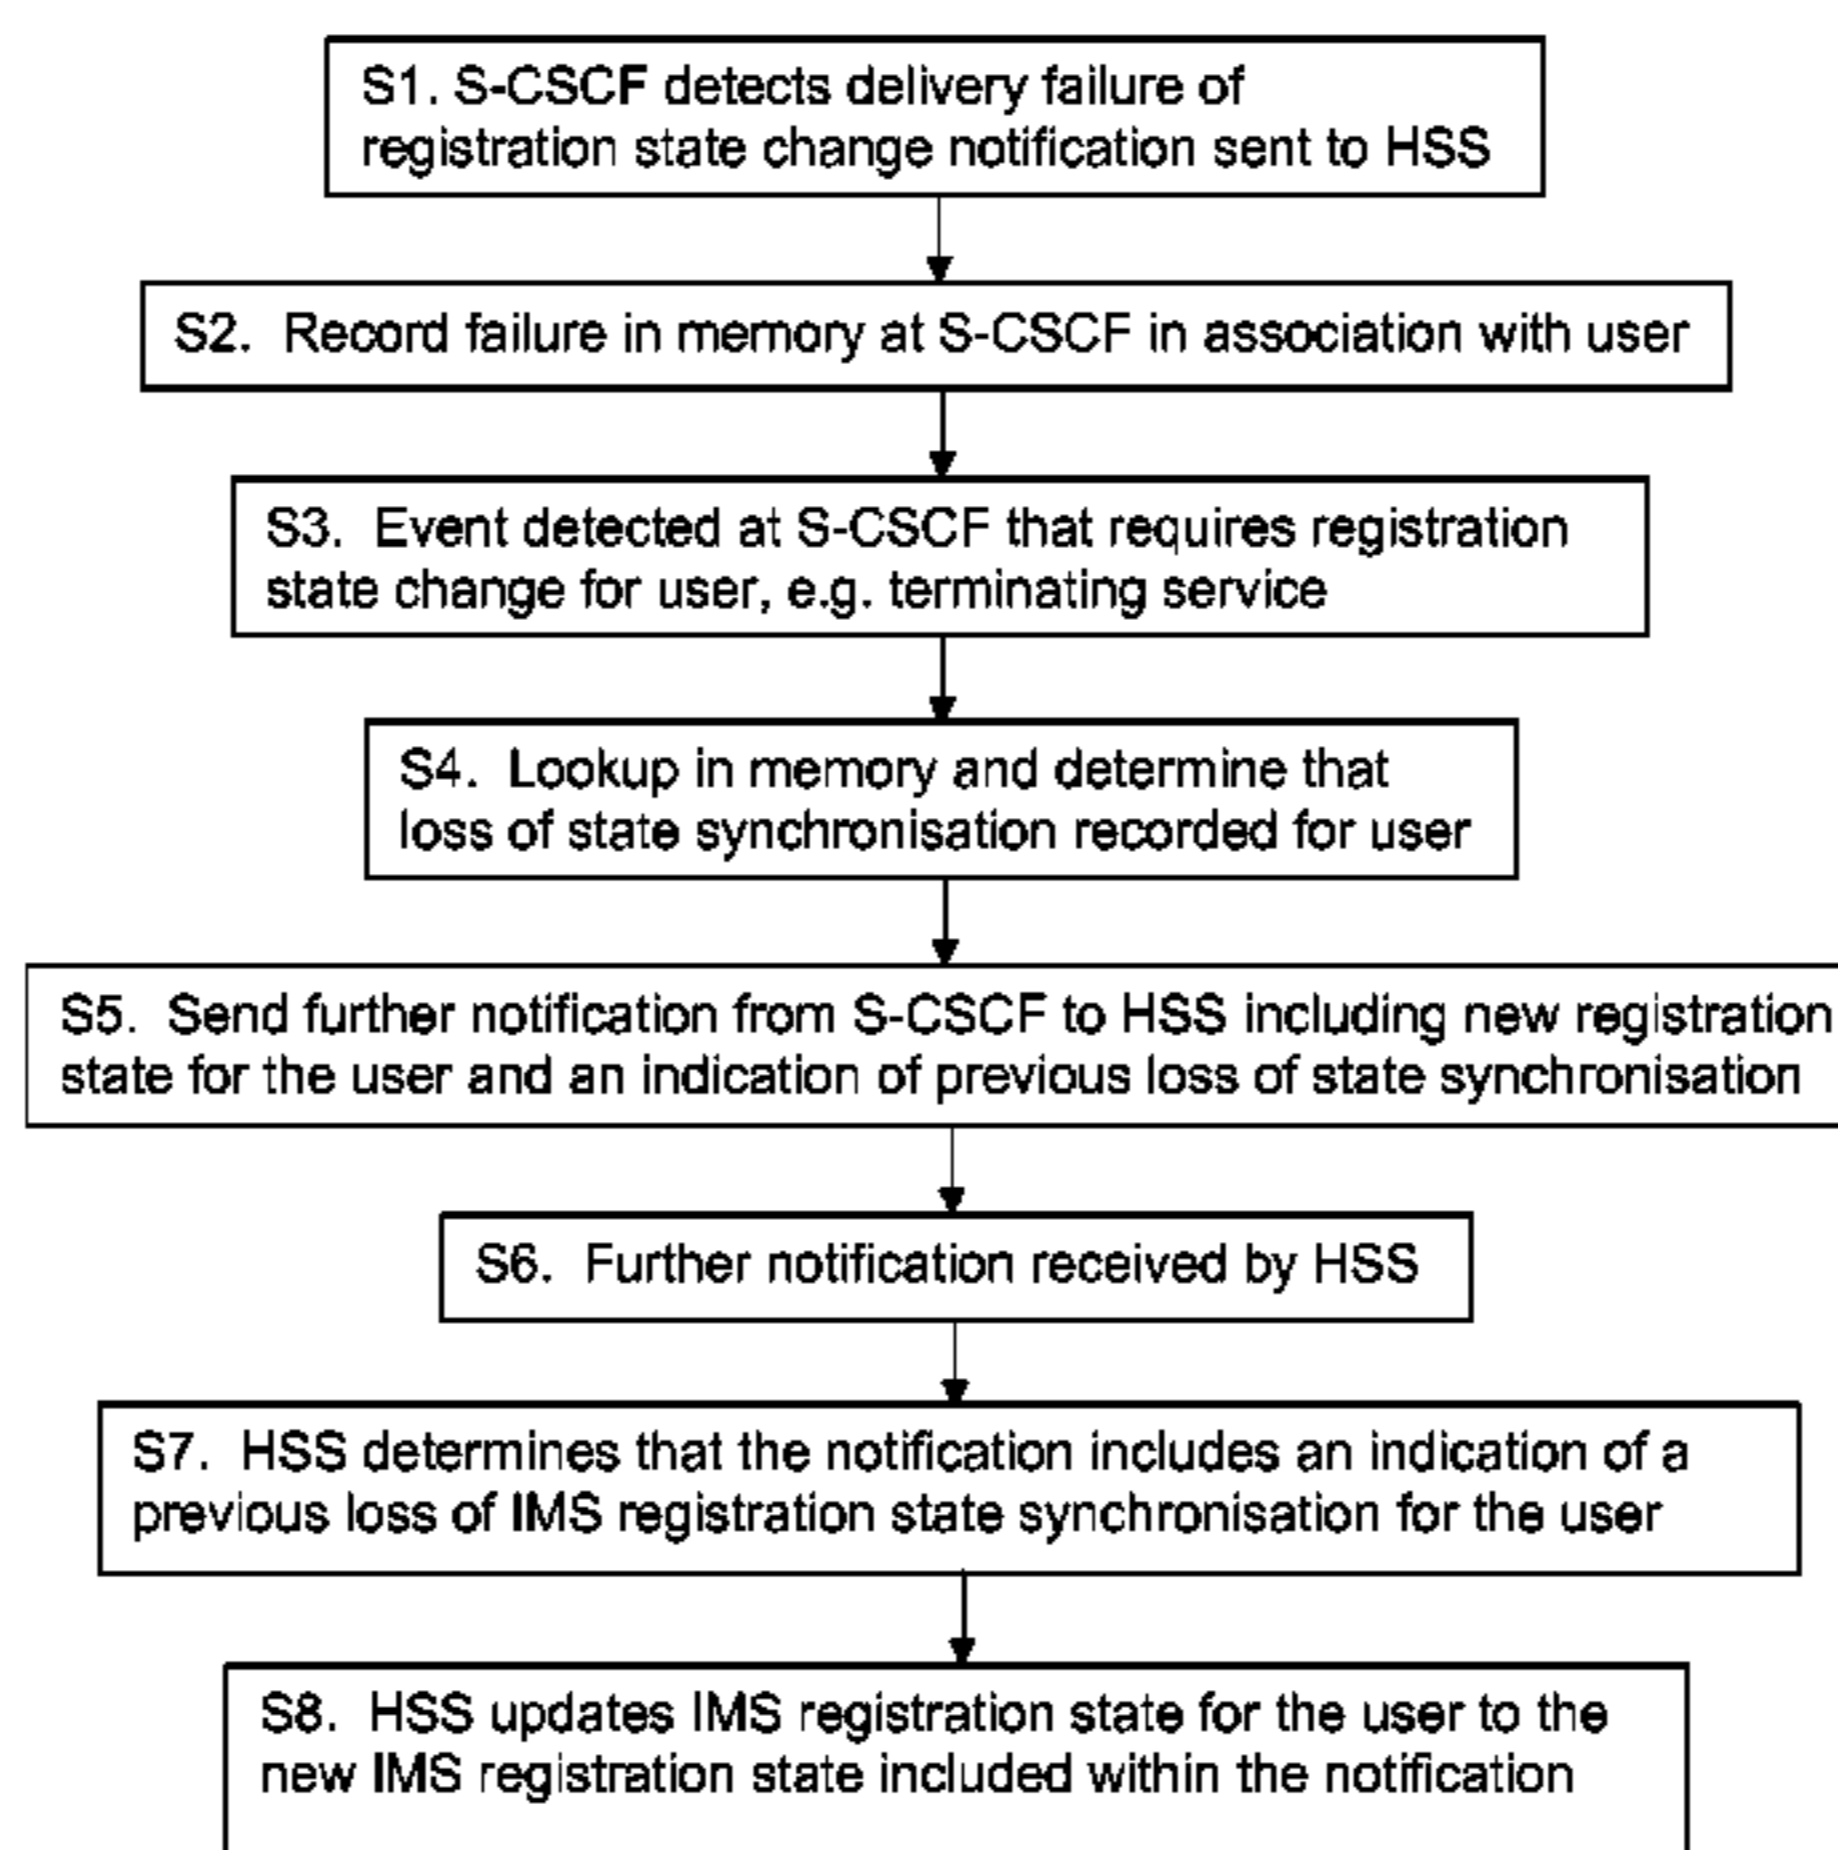 S1. S-CSCF detects delivery failure of
registration state change notification sent to HSS
S2. Record failure in memory at S-CSCF in association with user
S3. Event detected at S-CSCF that requires registration
state change for user, e.g. terminating service
S4. Lookup in memory and determine that
loss of state synchronisation recorded for user
S5. Send further notification from S-CSCF to HSS including new registration
state for the user and an indication of previous loss of state synchronisation
S6. Further notification received by HSS
S7. HSS determines that the notification includes an indication of a
previous loss of IMS registration state synchronisation for the user
S8. HSS updates IMS registration state for the user to the
new IMS registration state included within the notification